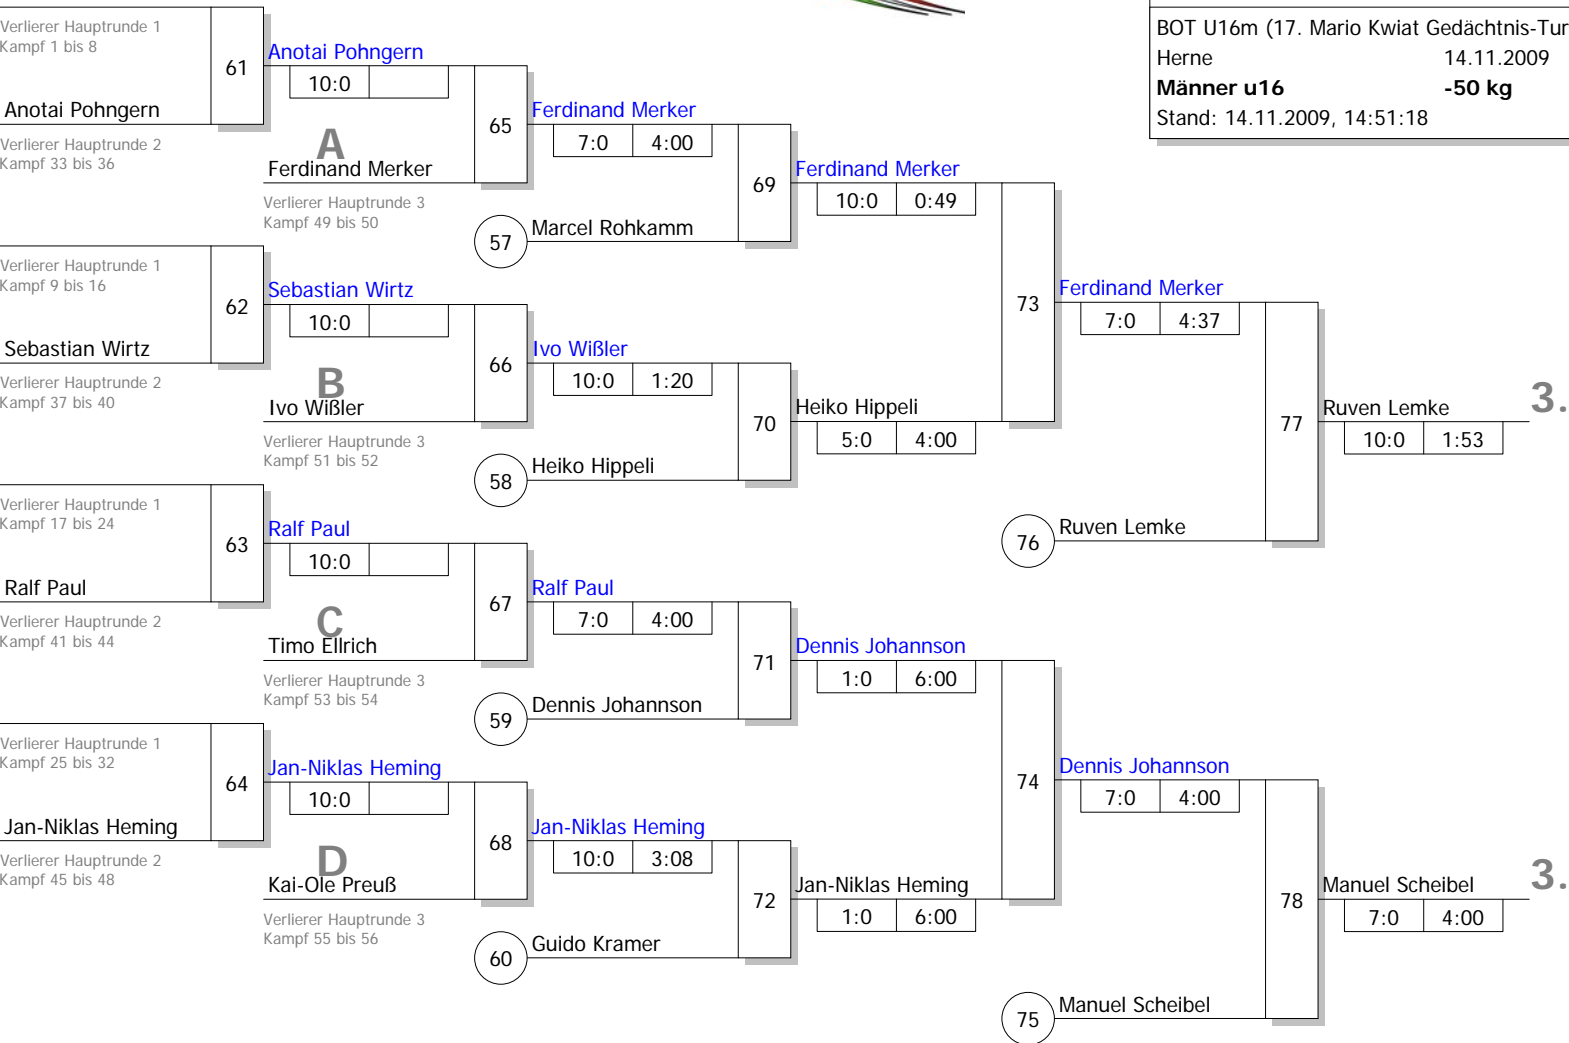 BOT U16m (17. Mario Kwiat Gedächtnis-Tur
Herne 14.11.2009
Männer u16 -50 kg
Stand: 14.11.2009, 14:51:18
Verlierer Hauptrunde 1
Kampf 1 bis 8
61
Anotai Pohngern
10:0
Anotai Pohngern
Verlierer Hauptrunde 2
Kampf 33 bis 36
A
65
Ferdinand Merker
7:0 4:00
Ferdinand Merker
Verlierer Hauptrunde 3
Kampf 49 bis 50
57
Marcel Rohkamm
69
Ferdinand Merker
10:0 0:49
Verlierer Hauptrunde 1
Kampf 9 bis 16
62
Sebastian Wirtz
10:0
Sebastian Wirtz
Verlierer Hauptrunde 2
Kampf 37 bis 40
B
66
Ivo Wißler
10:0 1:20
Ivo Wißler
Verlierer Hauptrunde 3
Kampf 51 bis 52
58
Heiko Hippeli
70
Heiko Hippeli
5:0 4:00
73
Ferdinand Merker
7:0 4:37
76
Ruven Lemke
77
Ruven Lemke
10:0 1:53
3.
Verlierer Hauptrunde 1
Kampf 17 bis 24
63
Ralf Paul
10:0
Ralf Paul
Verlierer Hauptrunde 2
Kampf 41 bis 44
C
67
Ralf Paul
7:0 4:00
Timo Ellrich
Verlierer Hauptrunde 3
Kampf 53 bis 54
59
Dennis Johannson
71
Dennis Johannson
1:0 6:00
Verlierer Hauptrunde 1
Kampf 25 bis 32
64
Jan-Niklas Heming
10:0
Jan-Niklas Heming
Verlierer Hauptrunde 2
Kampf 45 bis 48
D
68
Jan-Niklas Heming
10:0 3:08
Kai-Ole Preuß
Verlierer Hauptrunde 3
Kampf 55 bis 56
60
Guido Kramer
72
Jan-Niklas Heming
1:0 6:00
74
Dennis Johannson
7:0 4:00
75
Manuel Scheibel
78
Manuel Scheibel
7:0 4:00
3.